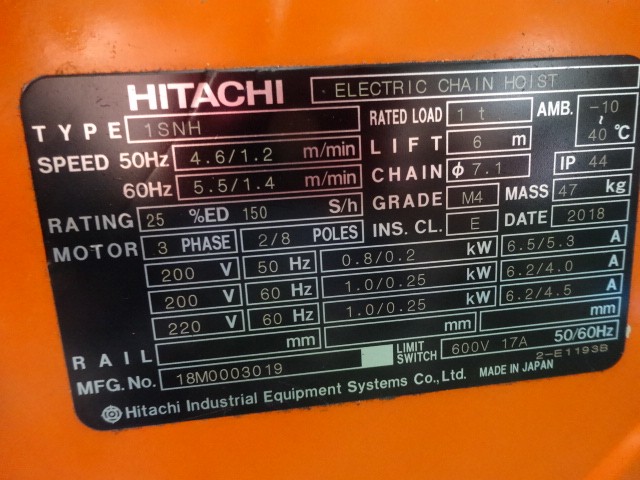 HITACHI ELECTRIC CHAIN HOIST
TYPE 1SNH RATED LOAD 1 t AMB. -10 ~ 40 ℃
SPEED 50Hz 4.6/1.2 m/min LIFT 6 m
60Hz 5.5/1.4 m/min CHAIN φ7.1 IP 44
RATING 25 %ED 150 S/h GRADE M4 MASS 47 kg
MOTOR 3 PHASE 2/8 POLES INS. CL. E DATE 2018
200 V 50 Hz 0.8/0.2 kW 6.5/5.3 A
200 V 60 Hz 1.0/0.25 kW 6.2/4.0 A
220 V 60 Hz 1.0/0.25 kW 6.2/4.5 A
RAIL mm mm mm
MFG. No. 18M0003019 LIMIT SWITCH 600V 17A 50/60Hz
2-E1193B
Hitachi Industrial Equipment Systems Co., Ltd. MADE IN JAPAN